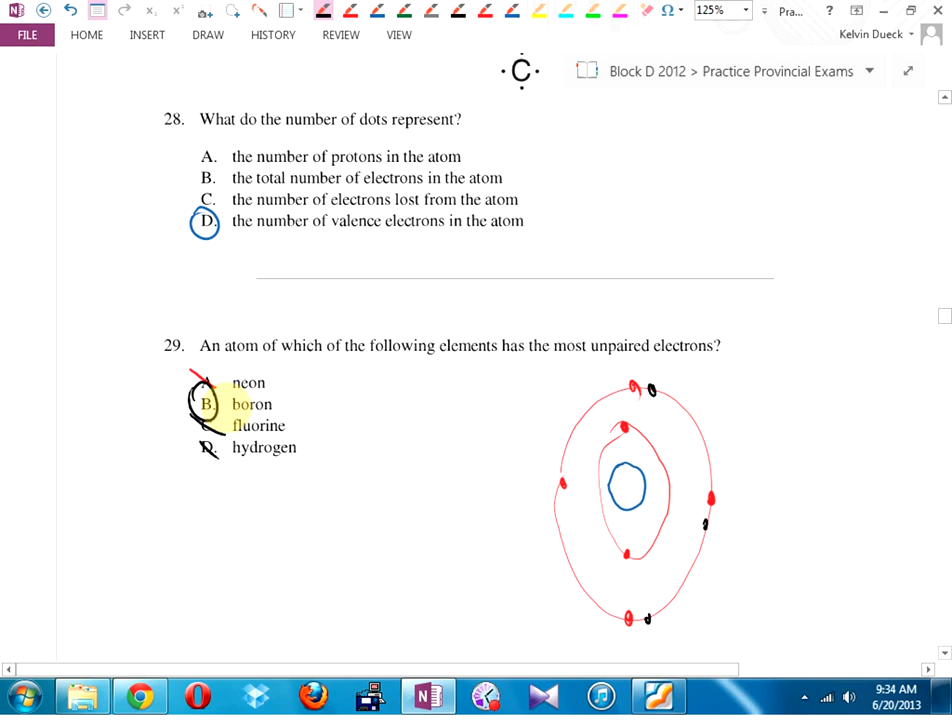 125% Pra... ?
FILE HOME INSERT DRAW HISTORY REVIEW VIEW Kelvin Dueck
·C· Block D 2012 > Practice Provincial Exams
28. What do the number of dots represent?
A. the number of protons in the atom
B. the total number of electrons in the atom
C. the number of electrons lost from the atom
D. the number of valence electrons in the atom
29. An atom of which of the following elements has the most unpaired electrons?
A. neon
B. boron
C. fluorine
D. hydrogen
9:34 AM
6/20/2013